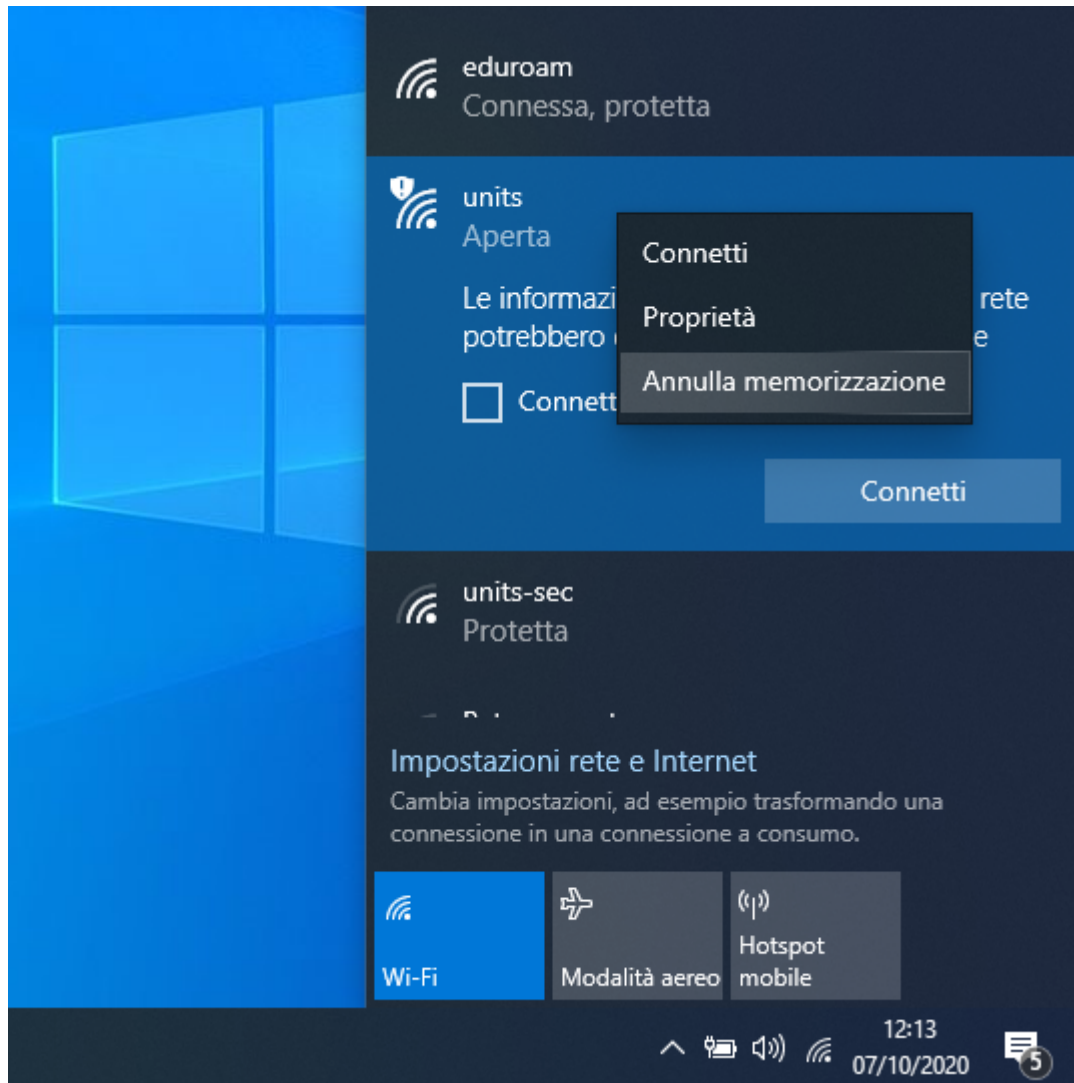 eduroam
Connessa, protetta
units
Aperta
Connetti
Le informazi
rete
Proprietà
potrebbero
e
Annulla memorizzazione
Connett
Connetti
units-sec
Protetta
Impostazioni rete e Internet
Cambia impostazioni, ad esempio trasformando una
connessione in una connessione a consumo.
Wi-Fi
Modalità aereo
Hotspot
mobile
12:13
07/10/2020
5